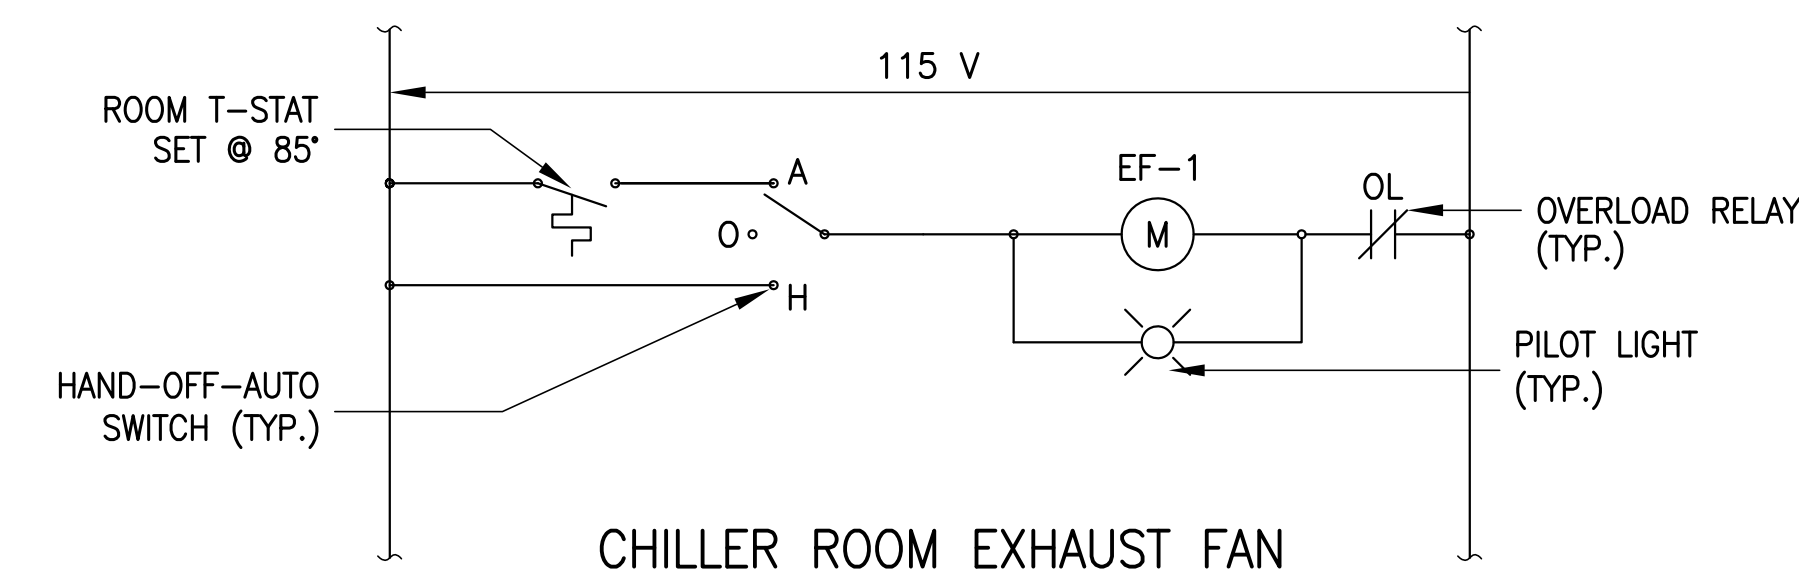 115 V
ROOM T-STAT
SET @ 85°
A
EF-1
OL
OVERLOAD RELAY
(TYP.)
O
M
H
PILOT LIGHT
(TYP.)
HAND-OFF-AUTO
SWITCH (TYP.)
CHILLER ROOM EXHAUST FAN